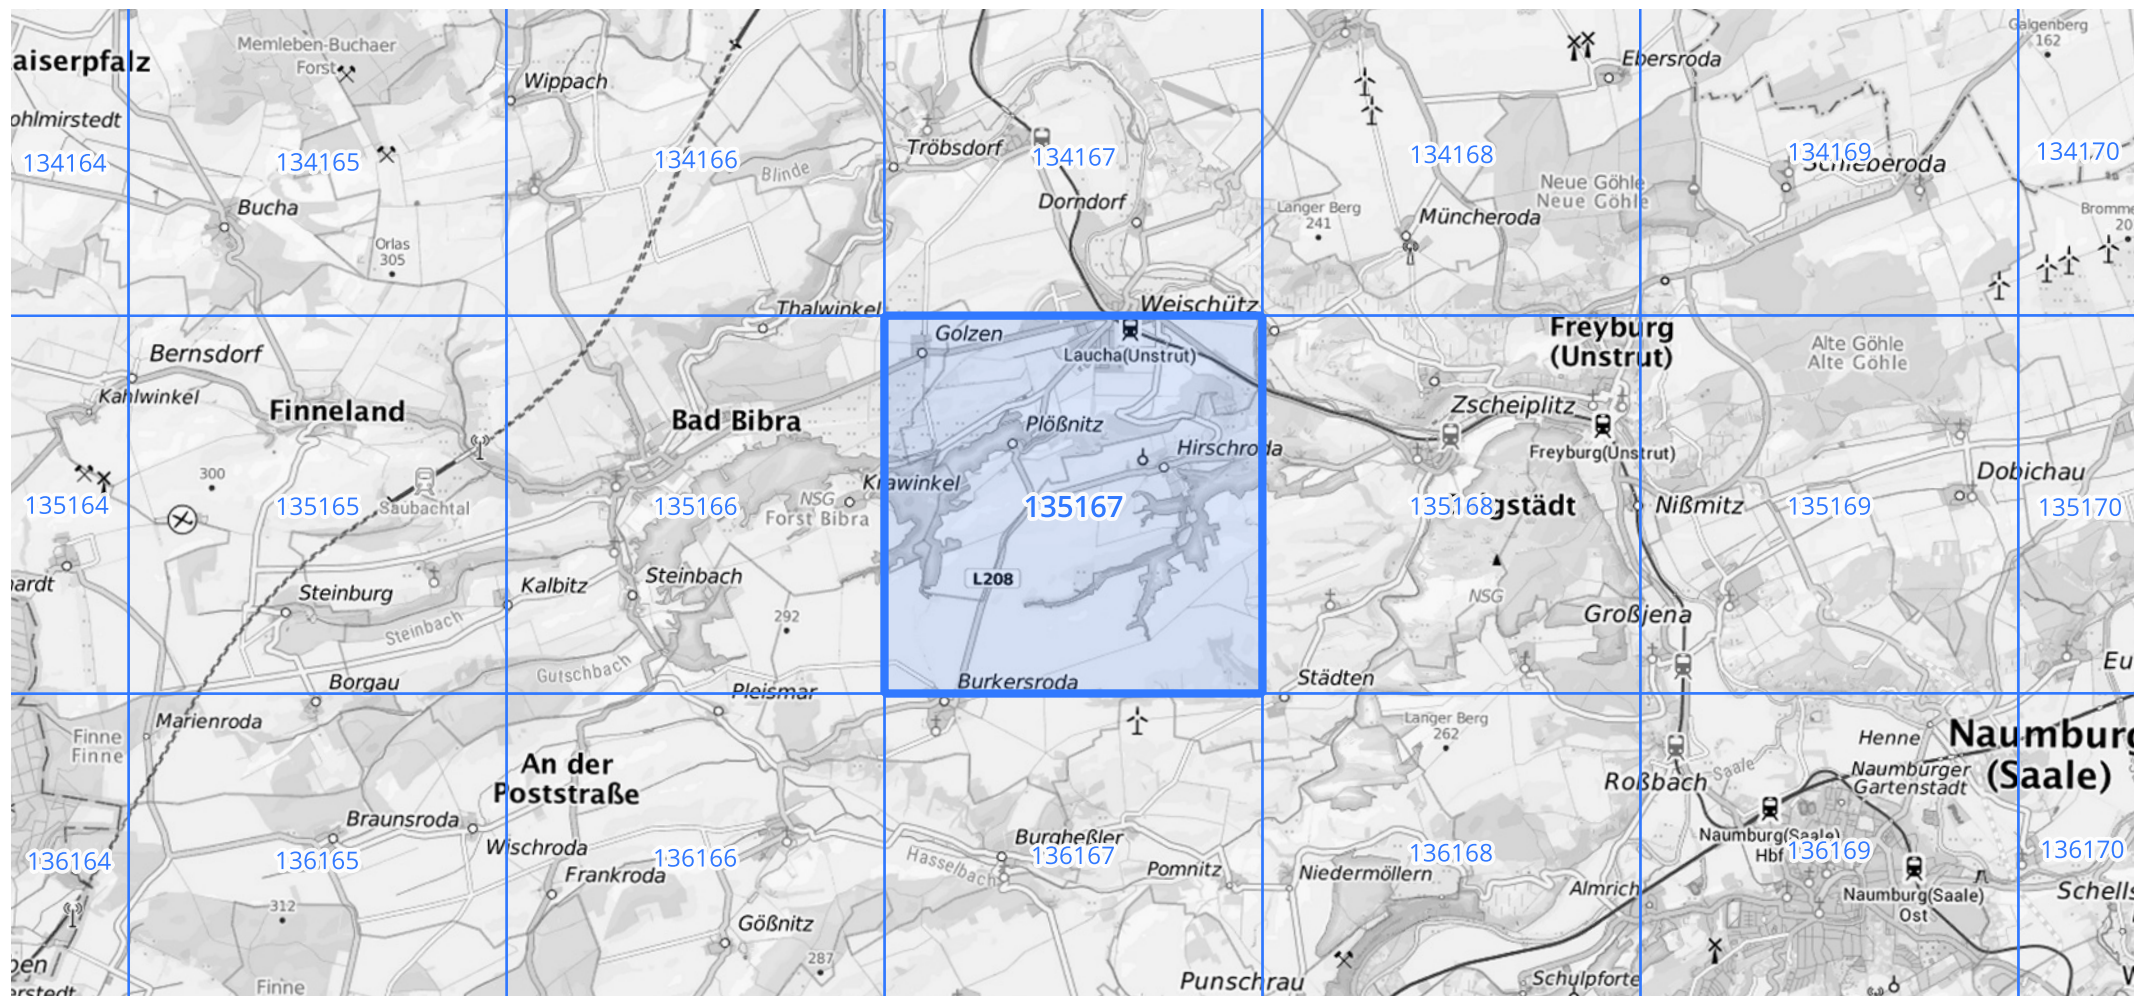 aiserpfalz
Memleben-Buchaer
Forst
Wippach
ohlmirstedt
134164
134165
134166
Blinde
Tröbsdorf
134167
134168
Ebersroda
Galgenberg
162
134169
Schleberoda
134170
Neue Göhle
Neue Göhle
Bucha
Dorndorf
Langer Berg
241
Müncheroda
Orlas
305
Thalwinkel
Weischütz
Bernsdorf
Golzen
Laucha(Unstrut)
Freyburg
(Unstrut)
Alte Göhle
Alte Göhle
Kahlwinkel
Finneland
Bad Bibra
Plößnitz
Zscheiplitz
Hirschroda
Freyburg(Unstrut)
Dobichau
300
Krawinkel
NSG
Forst Bibra
135164
135165
Saubachtal
135166
135167
135168
gstädt
Nißmitz
135169
135170
ardt
Steinburg
Kalbitz
Steinbach
L208
NSG
Steinbach
292
Großjena
Gutschbach
Borgau
Pleismar
Burkersroda
Städten
Eu
Finne
Finne
Marienroda
Langer Berg
262
Henne
Naumburg
(Saale)
An der
Poststraße
Roßbach
Saale
Naumburger
Gartenstadt
Braunsroda
Wischroda
Burgheßler
Naumburg(Saale)
Hbf
136164
136165
136166
Hasselbach
136167
Pomnitz
136168
136169
136170
Frankroda
Niedermöllern
Almrich
Naumburg(Saale)
Ost
Schells
312
Gößnitz
287
Finne
Punschrau
Schulpforte